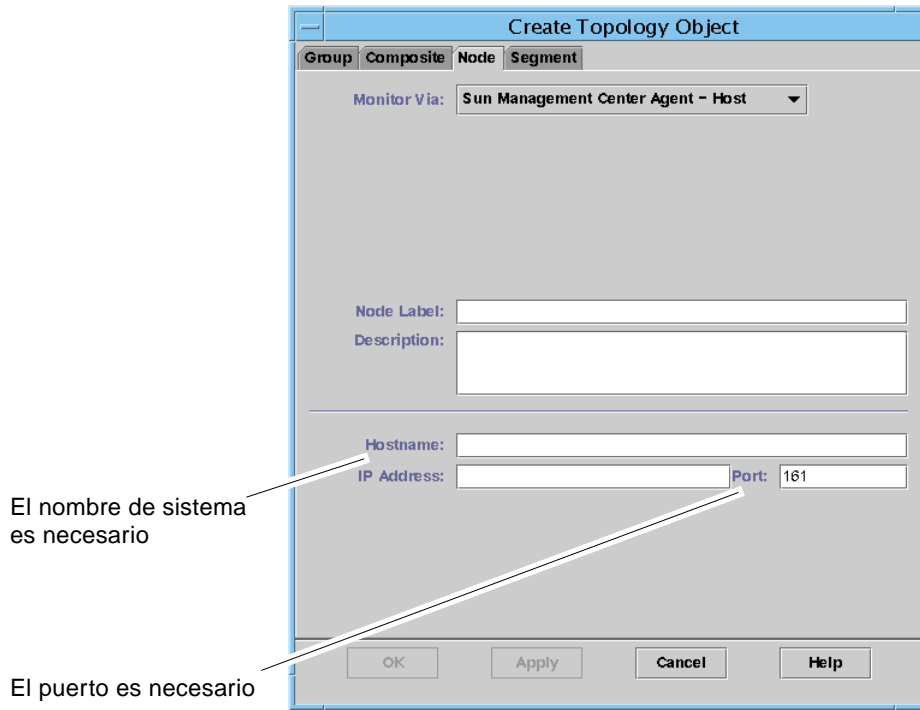 Create Topology Object
Group Composite Node Segment
Monitor Via: Sun Management Center Agent - Host
Node Label:
Description:
Hostname:
IP Address: Port: 161
El nombre de sistema
es necesario
OK Apply Cancel Help
El puerto es necesario